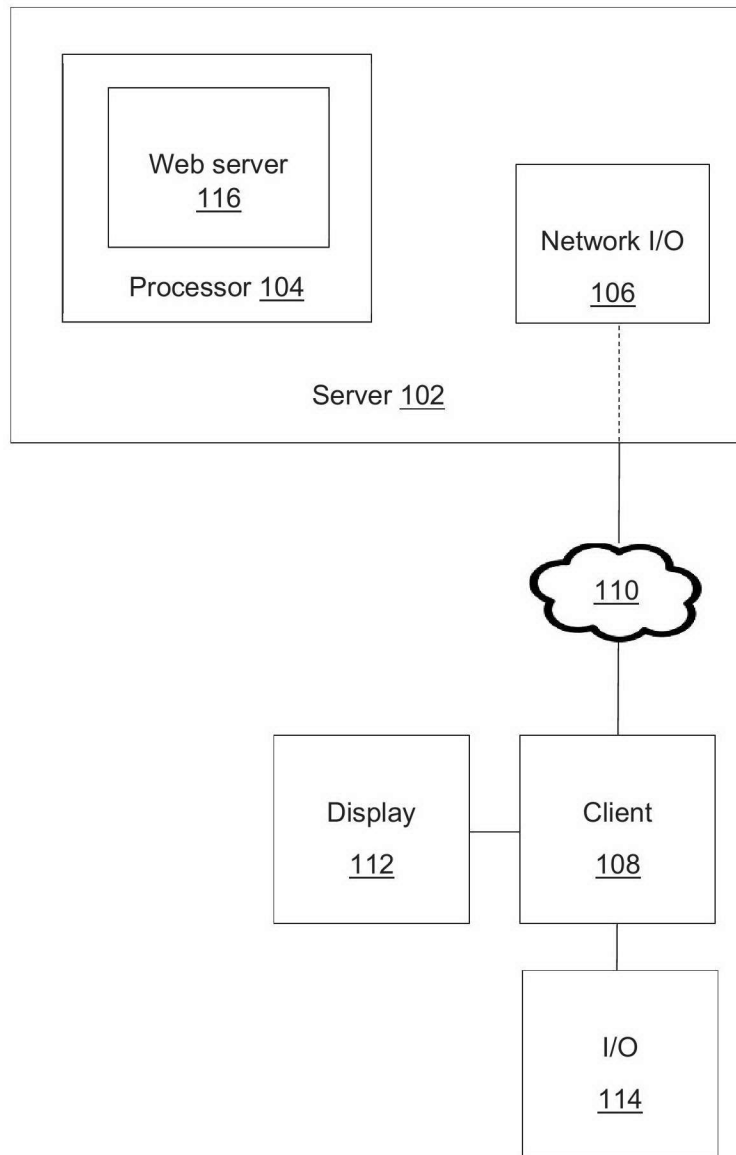 Web server
116
Processor 104
Network I/O
106
Server 102
110
Display
112
Client
108
I/O
114